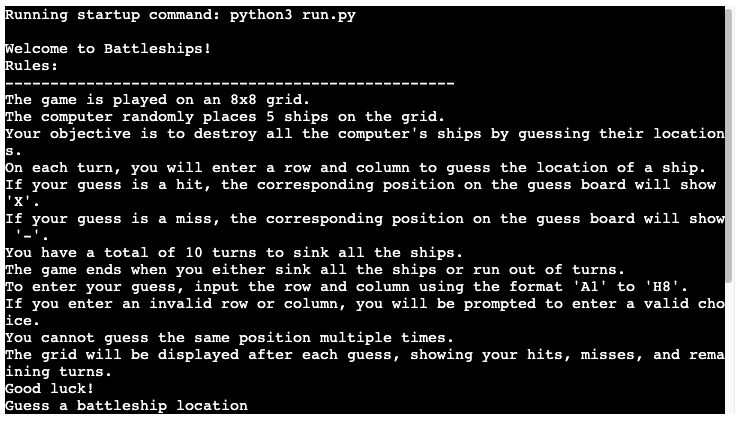 Running startup command: python3 run.py
Welcome to Battleships!
Rules:
--------------------------------------------------
The game is played on an 8x8 grid.
The computer randomly places 5 ships on the grid.
Your objective is to destroy all the computer's ships by guessing their location
s.
On each turn, you will enter a row and column to guess the location of a ship.
If your guess is a hit, the corresponding position on the guess board will show
'X'.
If your guess is a miss, the corresponding position on the guess board will show
 '-'.
You have a total of 10 turns to sink all the ships.
The game ends when you either sink all the ships or run out of turns.
To enter your guess, input the row and column using the format 'A1' to 'H8'.
If you enter an invalid row or column, you will be prompted to enter a valid cho
ice.
You cannot guess the same position multiple times.
The grid will be displayed after each guess, showing your hits, misses, and rema
ining turns.
Good luck!
Guess a battleship location